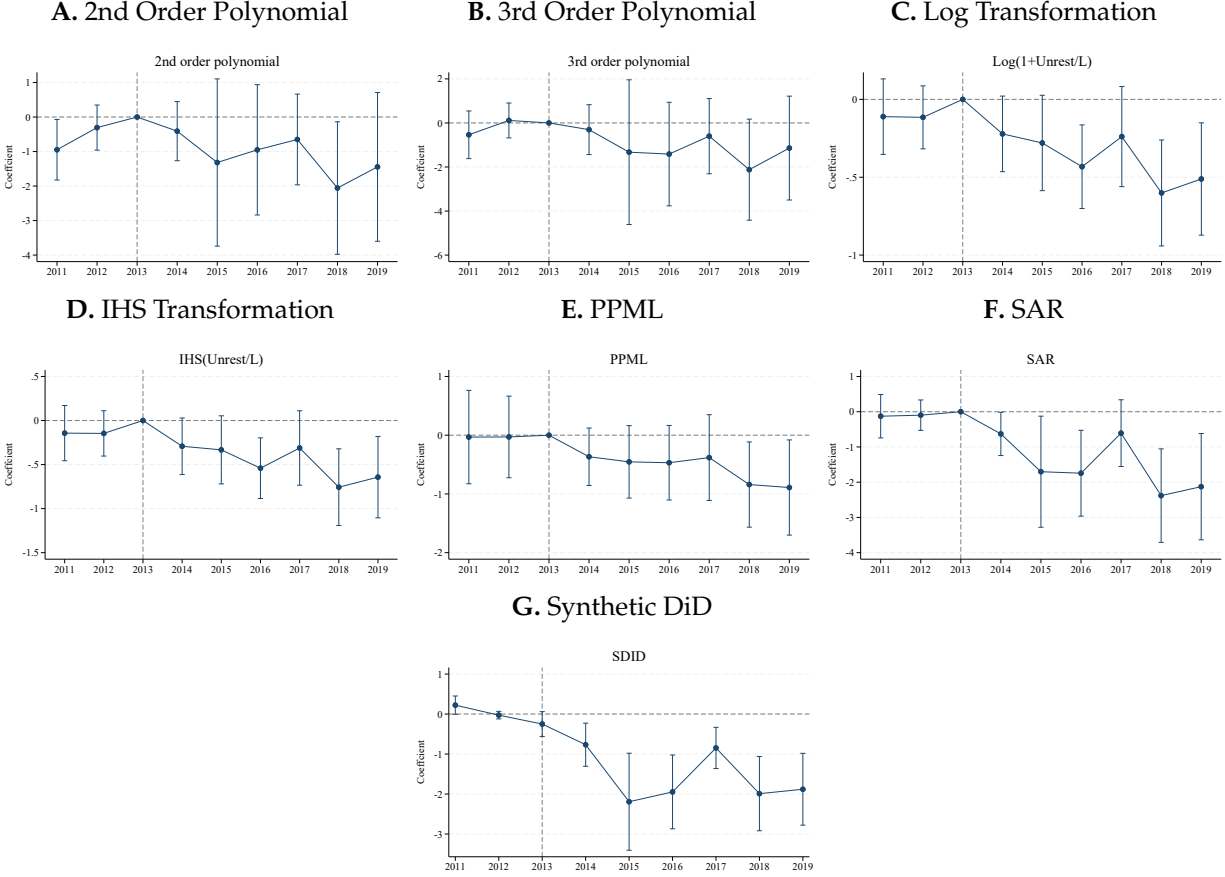 A. 2nd Order Polynomial
2nd order polynomial
1
0
-1
-2
-3
-4
Coefficient
2011 2012 2013 2014 2015 2016 2017 2018 2019
B. 3rd Order Polynomial
3rd order polynomial
2
0
-2
-4
-6
Coefficient
2011 2012 2013 2014 2015 2016 2017 2018 2019
C. Log Transformation
Log(1+Unrest/L)
0
-.5
-1
Coefficient
2011 2012 2013 2014 2015 2016 2017 2018 2019
D. IHS Transformation
IHS(Unrest/L)
.5
0
-.5
-1
-1.5
Coefficient
2011 2012 2013 2014 2015 2016 2017 2018 2019
E. PPML
PPML
1
0
-1
-2
Coefficient
2011 2012 2013 2014 2015 2016 2017 2018 2019
F. SAR
SAR
1
0
-1
-2
-3
-4
Coefficient
2011 2012 2013 2014 2015 2016 2017 2018 2019
G. Synthetic DiD
SDID
1
0
-1
-2
-3
Coefficient
2011 2012 2013 2014 2015 2016 2017 2018 2019